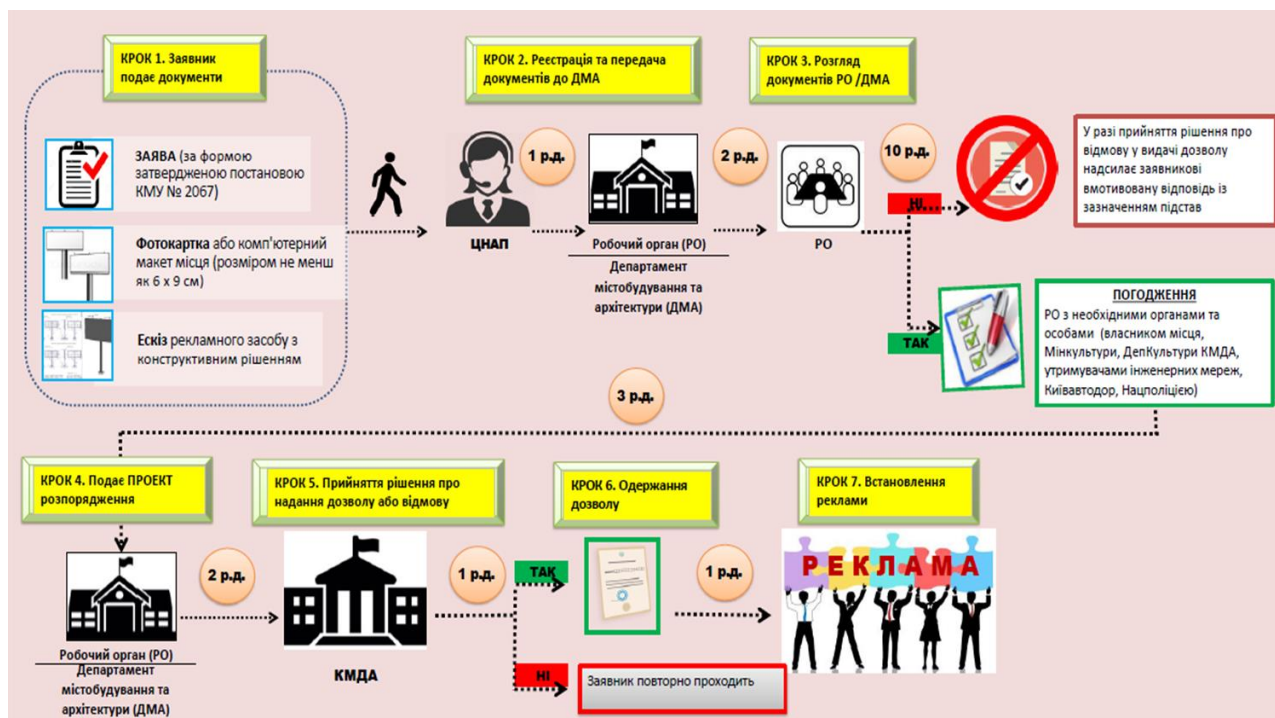 КРОК 1. Заявник
подає документи
КРОК 2. Реєстрація та передача
документів до ДМА
КРОК 3. Розгляд
документів РО /ДМА
ЗАЯВА (за формою
затвердженою постановою
КМУ № 2067)
Фотокартка або комп'ютерний
макет місця (розміром не менш
як 6 х 9 см)
Ескіз рекламного засобу з
конструктивним рішенням
ЦНАП
1 р.д.
Робочий орган (РО)
Департамент
містобудування та
архітектури (ДМА)
2 р.д.
РО
10 р.д.
НІ
У разі прийняття рішення про
відмову у видачі дозволу
надсилає заявникові
вмотивовану відповідь із
зазначенням підстав
ТАК
ПОГОДЖЕННЯ
РО з необхідними органами та
особами (власником місця,
Мінкультури, ДепКультури КМДА,
утримувачами інженерних мереж,
Київавтодор, Нацполіцією)
3 р.д.
КРОК 4. Подає ПРОЕКТ
розпорядження
КРОК 5. Прийняття рішення про
надання дозволу або відмову
КРОК 6. Одержання
дозволу
КРОК 7. Встановлення
реклами
Робочий орган (РО)
Департамент
містобудування та
архітектури (ДМА)
2 р.д.
КМДА
1 р.д.
ТАК
НІ
1 р.д.
РЕКЛАМА
Заявник повторно проходить